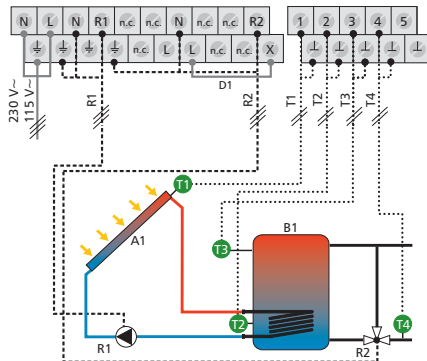 N L N R1 n.c. n.c. N n.c. n.c. R2 1 2 3 4 5
n.c. N L L n.c. n.c. X
D1
230 V~
115 V~
R1
R2
T1
T2
T3
T4
T1
A1
B1
T3
T2
T4
R1
R2